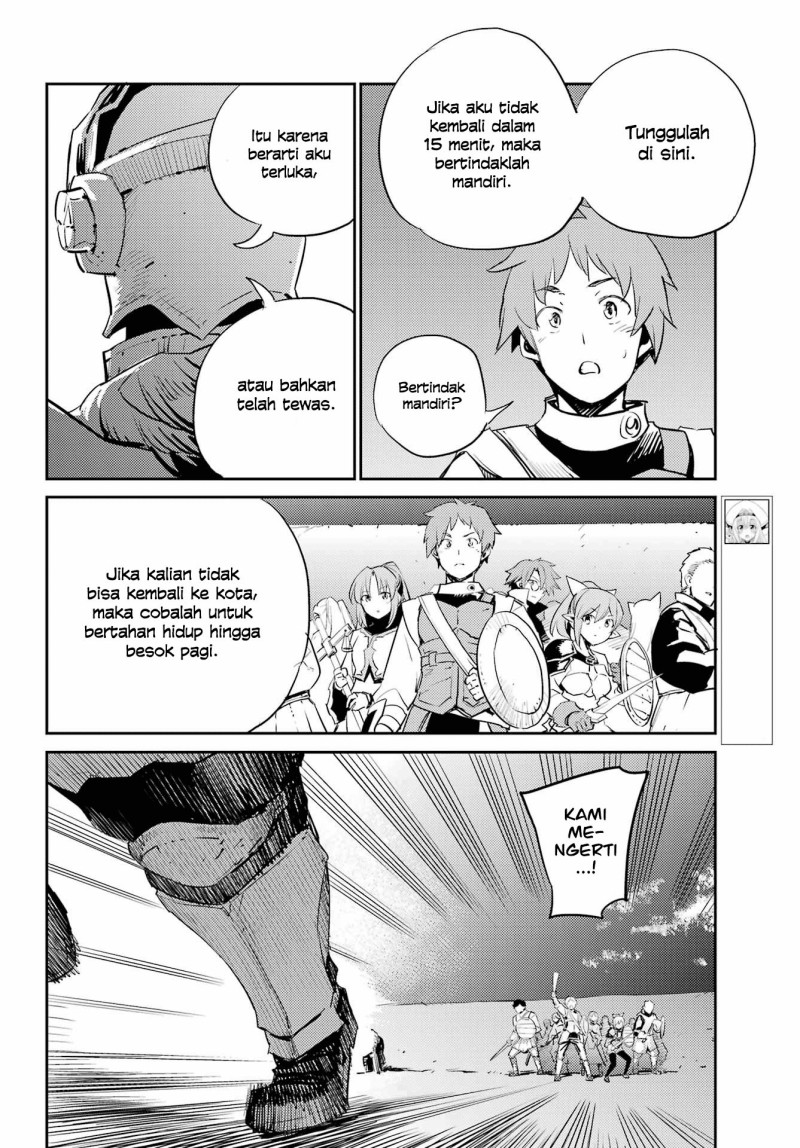 Tunggulah
di sini.
Jika aku tidak
kembali dalam
15 menit, maka
bertindaklah
mandiri.
Bertindak
mandiri?
Itu karena
berarti aku
terluka,
atau bahkan
telah tewas.
Jika kalian tidak
bisa kembali ke kota,
maka cobalah untuk
bertahan hidup hingga
besok pagi.
KAMI
ME-
NGERTI
...!